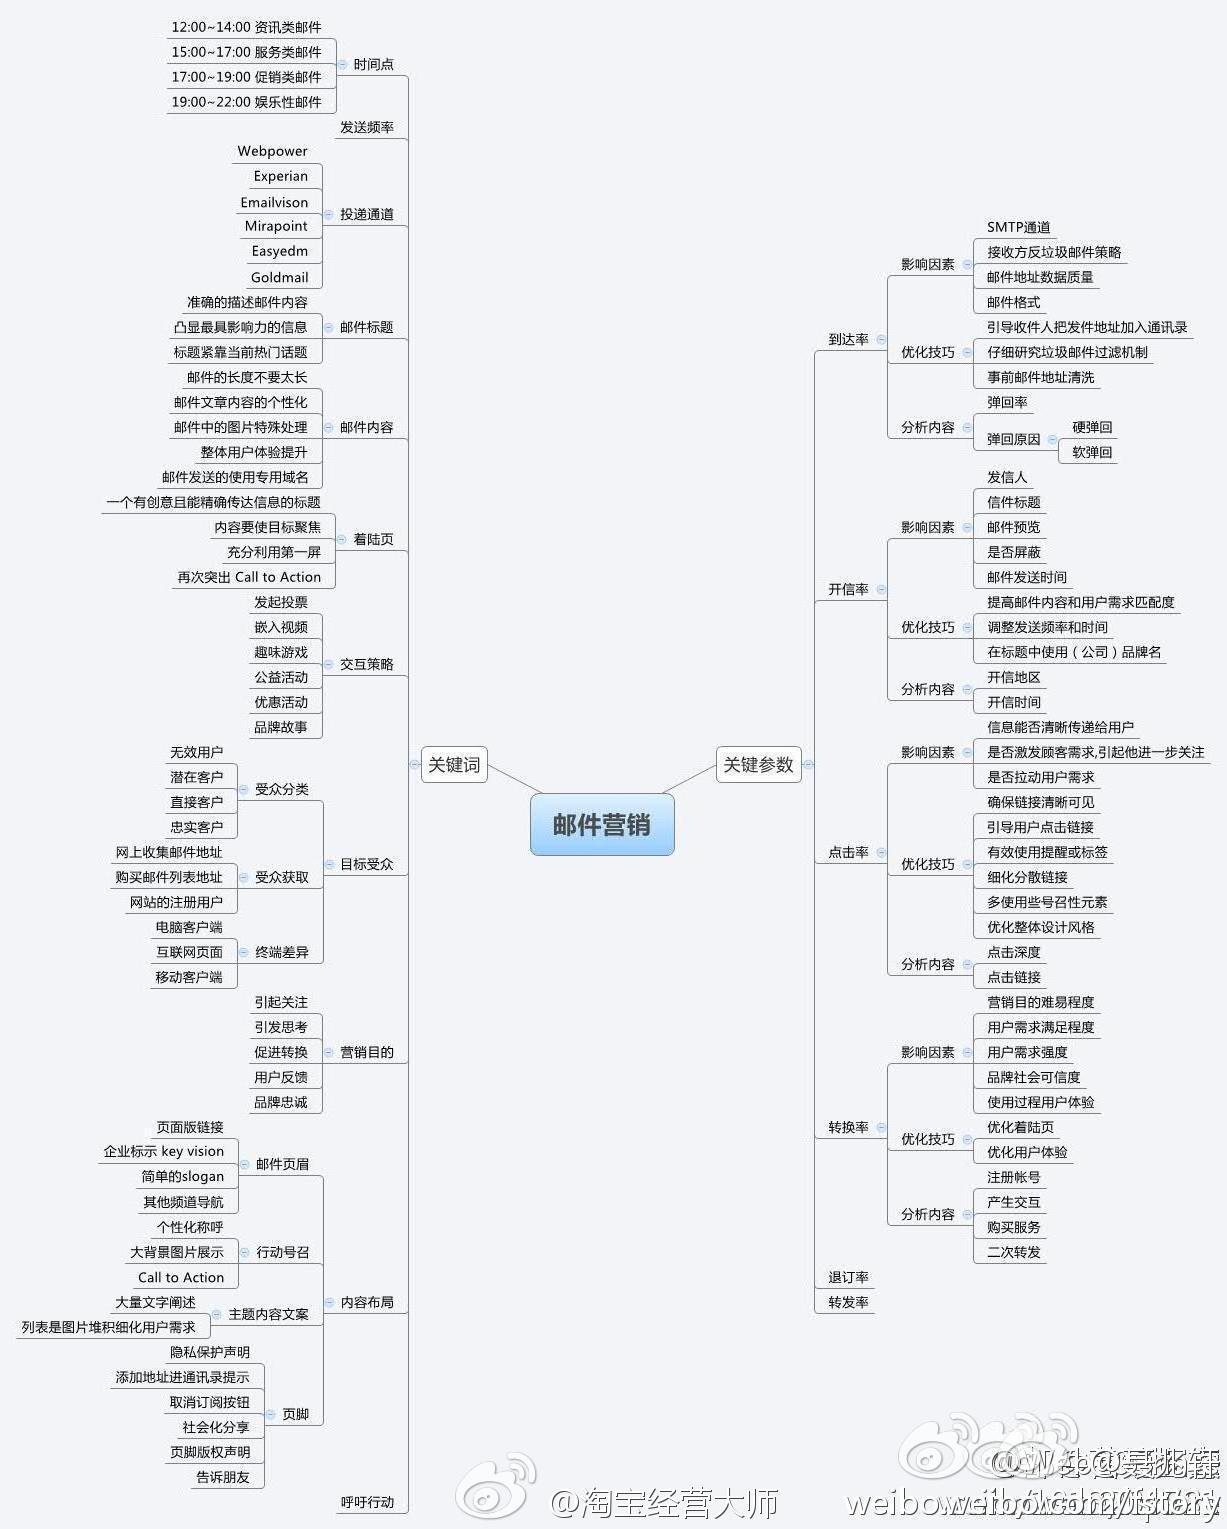 邮件营销
关键词
时间点
12:00~14:00 资讯类邮件
15:00~17:00 服务类邮件
17:00~19:00 促销类邮件
19:00~22:00 娱乐性邮件
发送频率
投递通道
Webpower
Experian
Emailvison
Mirapoint
Easyedm
Goldmail
邮件标题
准确的描述邮件内容
凸显最具影响力的信息
标题紧靠当前热门话题
邮件内容
邮件的长度不要太长
邮件文章内容的个性化
邮件中的图片特殊处理
整体用户体验提升
邮件发送的使用专用域名
着陆页
一个有创意且能精确传达信息的标题
内容要使目标聚焦
充分利用第一屏
再次突出 Call to Action
交互策略
发起投票
嵌入视频
趣味游戏
公益活动
优惠活动
品牌故事
目标受众
受众分类
无效用户
潜在客户
直接客户
忠实客户
受众获取
网上收集邮件地址
购买邮件列表地址
网站的注册用户
终端差异
电脑客户端
互联网页面
移动客户端
营销目的
引起关注
引发思考
促进转换
用户反馈
品牌忠诚
内容布局
邮件页眉
页面版链接
企业标示 key vision
简单的slogan
其他频道导航
行动号召
个性化称呼
大背景图片展示
Call to Action
主题内容文案
大量文字阐述
列表是图片堆积细化用户需求
页脚
隐私保护声明
添加地址进通讯录提示
取消订阅按钮
社会化分享
页脚版权声明
告诉朋友
呼吁行动
关键参数
到达率
影响因素
SMTP通道
接收方反垃圾邮件策略
邮件地址数据质量
邮件格式
优化技巧
引导收件人把发件地址加入通讯录
仔细研究垃圾邮件过滤机制
事前邮件地址清洗
分析内容
弹回率
弹回原因
硬弹回
软弹回
开信率
影响因素
发信人
信件标题
邮件预览
是否屏蔽
邮件发送时间
优化技巧
提高邮件内容和用户需求匹配度
调整发送频率和时间
在标题中使用（公司）品牌名
分析内容
开信地区
开信时间
点击率
影响因素
信息能否清晰传递给用户
是否激发顾客需求,引起他进一步关注
是否拉动用户需求
优化技巧
确保链接清晰可见
引导用户点击链接
有效使用提醒或标签
细化分散链接
多使用些号召性元素
优化整体设计风格
分析内容
点击深度
点击链接
转换率
影响因素
营销目的难易程度
用户需求满足程度
用户需求强度
品牌社会可信度
使用过程用户体验
优化技巧
优化着陆页
优化用户体验
分析内容
注册帐号
产生交互
购买服务
二次转发
退订率
转发率
@淘宝经营大师